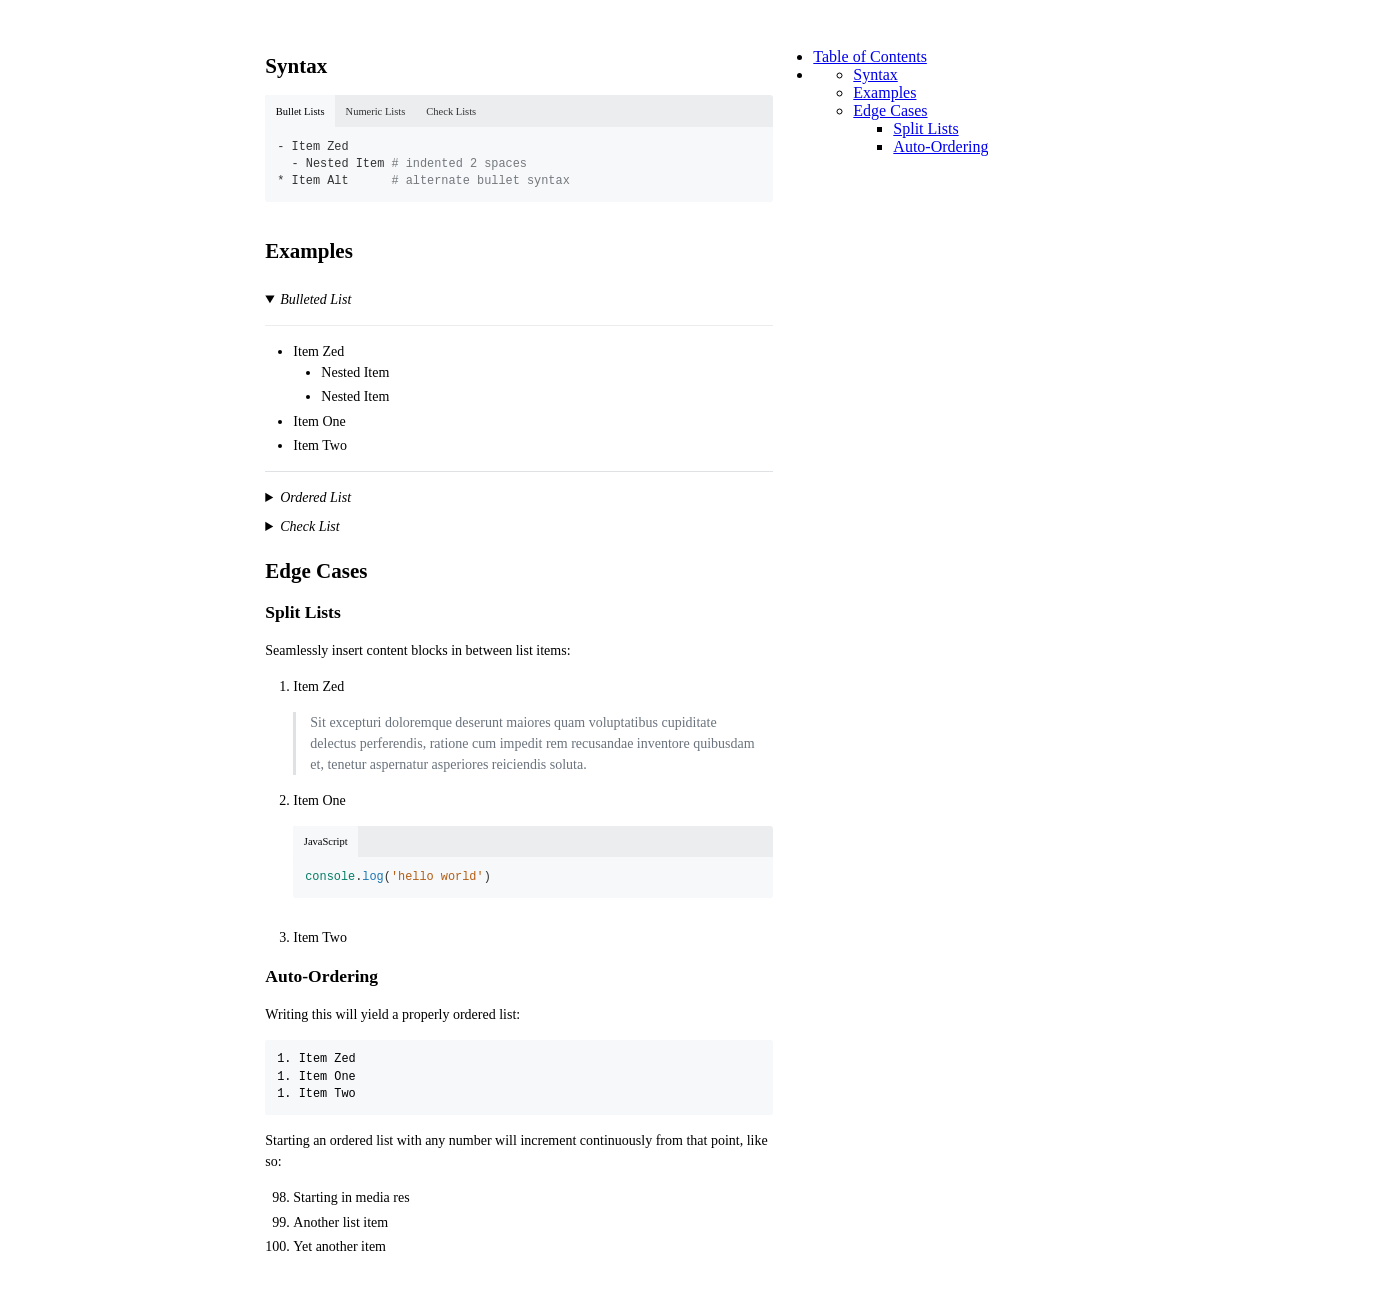 Syntax
Bullet Lists Numeric Lists Check Lists
- Item Zed
  - Nested Item # indented 2 spaces
* Item Alt      # alternate bullet syntax
Examples
Bulleted List
Item Zed
Nested Item
Nested Item
Item One
Item Two
Ordered List
Check List
Edge Cases
Split Lists
Seamlessly insert content blocks in between list items:
1. Item Zed
Sit excepturi doloremque deserunt maiores quam voluptatibus cupiditate
delectus perferendis, ratione cum impedit rem recusandae inventore quibusdam
et, tenetur aspernatur asperiores reiciendis soluta.
2. Item One
JavaScript
console.log('hello world')
3. Item Two
Auto-Ordering
Writing this will yield a properly ordered list:
1. Item Zed
1. Item One
1. Item Two
Starting an ordered list with any number will increment continuously from that point, like
so:
98. Starting in media res
99. Another list item
100. Yet another item
Table of Contents
Syntax
Examples
Edge Cases
Split Lists
Auto-Ordering